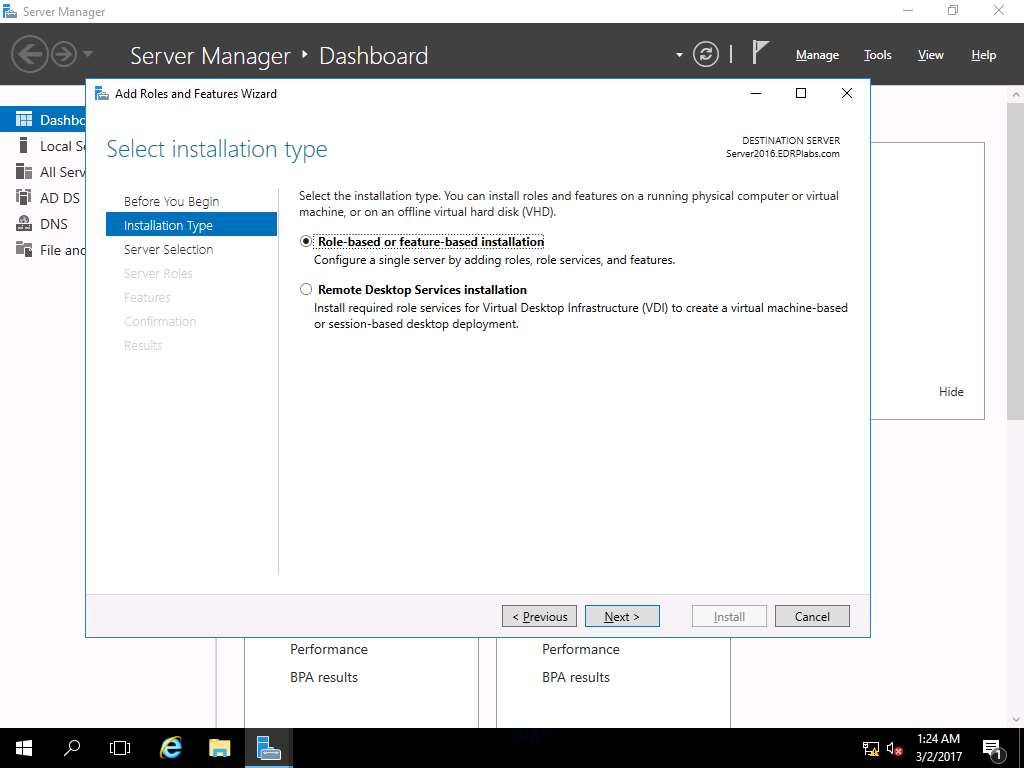 Server Manager
Server Manager
Dashboard
Manage
Tools
View
Help
Add Roles and Features Wizard
Select installation type
DESTINATION SERVER
Server2016.EDRPlabs.com
Local
AD DS
DNS
Before You Begin
Installation Type
Server Selection
Server Roles
Features
Confirmation
Results
Select the installation type. You can install roles and features on a running physical computer or virtual
machine, or on an offline virtual hard disk (VHD).
Role-based or feature-based installation
Configure a single server by adding roles, role services, and features.
Remote Desktop Services installation
Install required role services for Virtual Desktop Infrastructure (VDI) to create a virtual machine-based
or session-based desktop deployment.
Hide
< Previous
Next >
Install
Cancel
Performance
BPA results
Performance
BPA results
1:24 AM
3/2/2017
1